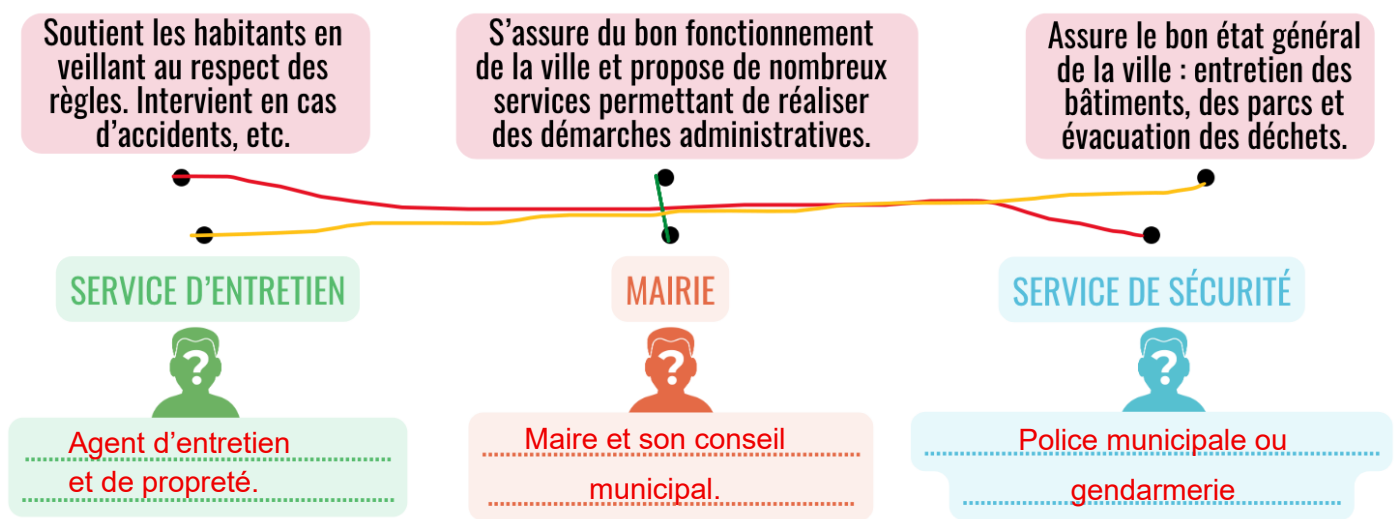 Soutient les habitants en
veillant au respect des
règles. Intervient en cas
d'accidents, etc.
S'assure du bon fonctionnement
de la ville et propose de nombreux
services permettant de réaliser
des démarches administratives.
Assure le bon état général
de la ville : entretien des
bâtiments, des parcs et
évacuation des déchets.
SERVICE D'ENTRETIEN
MAIRIE
SERVICE DE SÉCURITÉ
?
?
?
Agent d'entretien
et de propreté.
Maire et son conseil
municipal.
Police municipale ou
gendarmerie